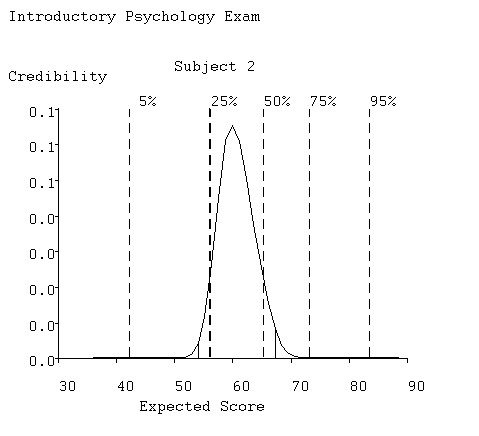 Introductory Psychology Exam
Subject 2
Credibility
5% 25% 50% 75% 95%
0.1
0.1
0.1
0.0
0.0
0.0
0.0
0.0
30 40 50 60 70 80 90
Expected Score